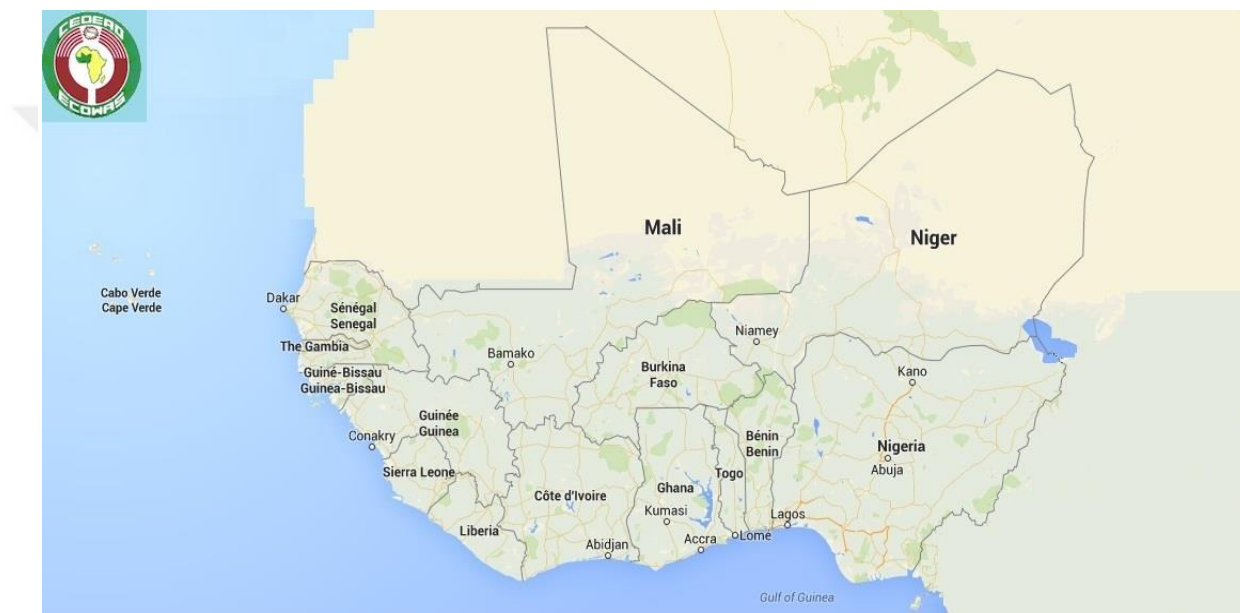 CEDEAO
ECOWAS
Mali
Niger
Cabo Verde
Cape Verde
Dakar
Sénégal
Senegal
The Gambia
Bamako
Niamey
Burkina
Faso
Kano
Guiné-Bissau
Guinea-Bissau
Guinée
Guinea
Conakry
Sierra Leone
Bénin
Benin
Nigeria
Abuja
Togo
Côte d'Ivoire
Ghana
Kumasi
Liberia
Lagos
Abidjan
Accra
Lomé
Gulf of Guinea